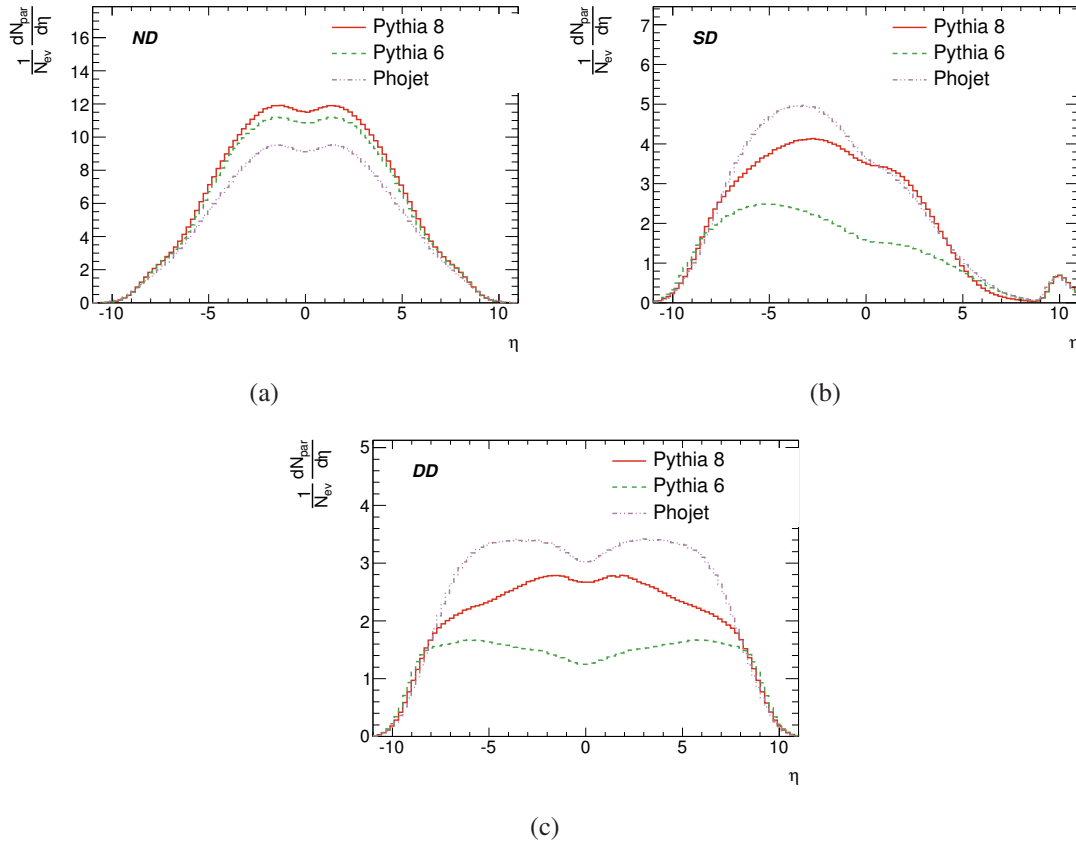 1/N_ev dN_par/dη
ND
Pythia 8
Pythia 6
Phojet
16
14
12
10
8
6
4
2
0
-10 -5 0 5 10
η
(a)
1/N_ev dN_par/dη
SD
Pythia 8
Pythia 6
Phojet
7
6
5
4
3
2
1
0
-10 -5 0 5 10
η
(b)
1/N_ev dN_par/dη
DD
Pythia 8
Pythia 6
Phojet
5
4
3
2
1
0
-10 -5 0 5 10
η
(c)